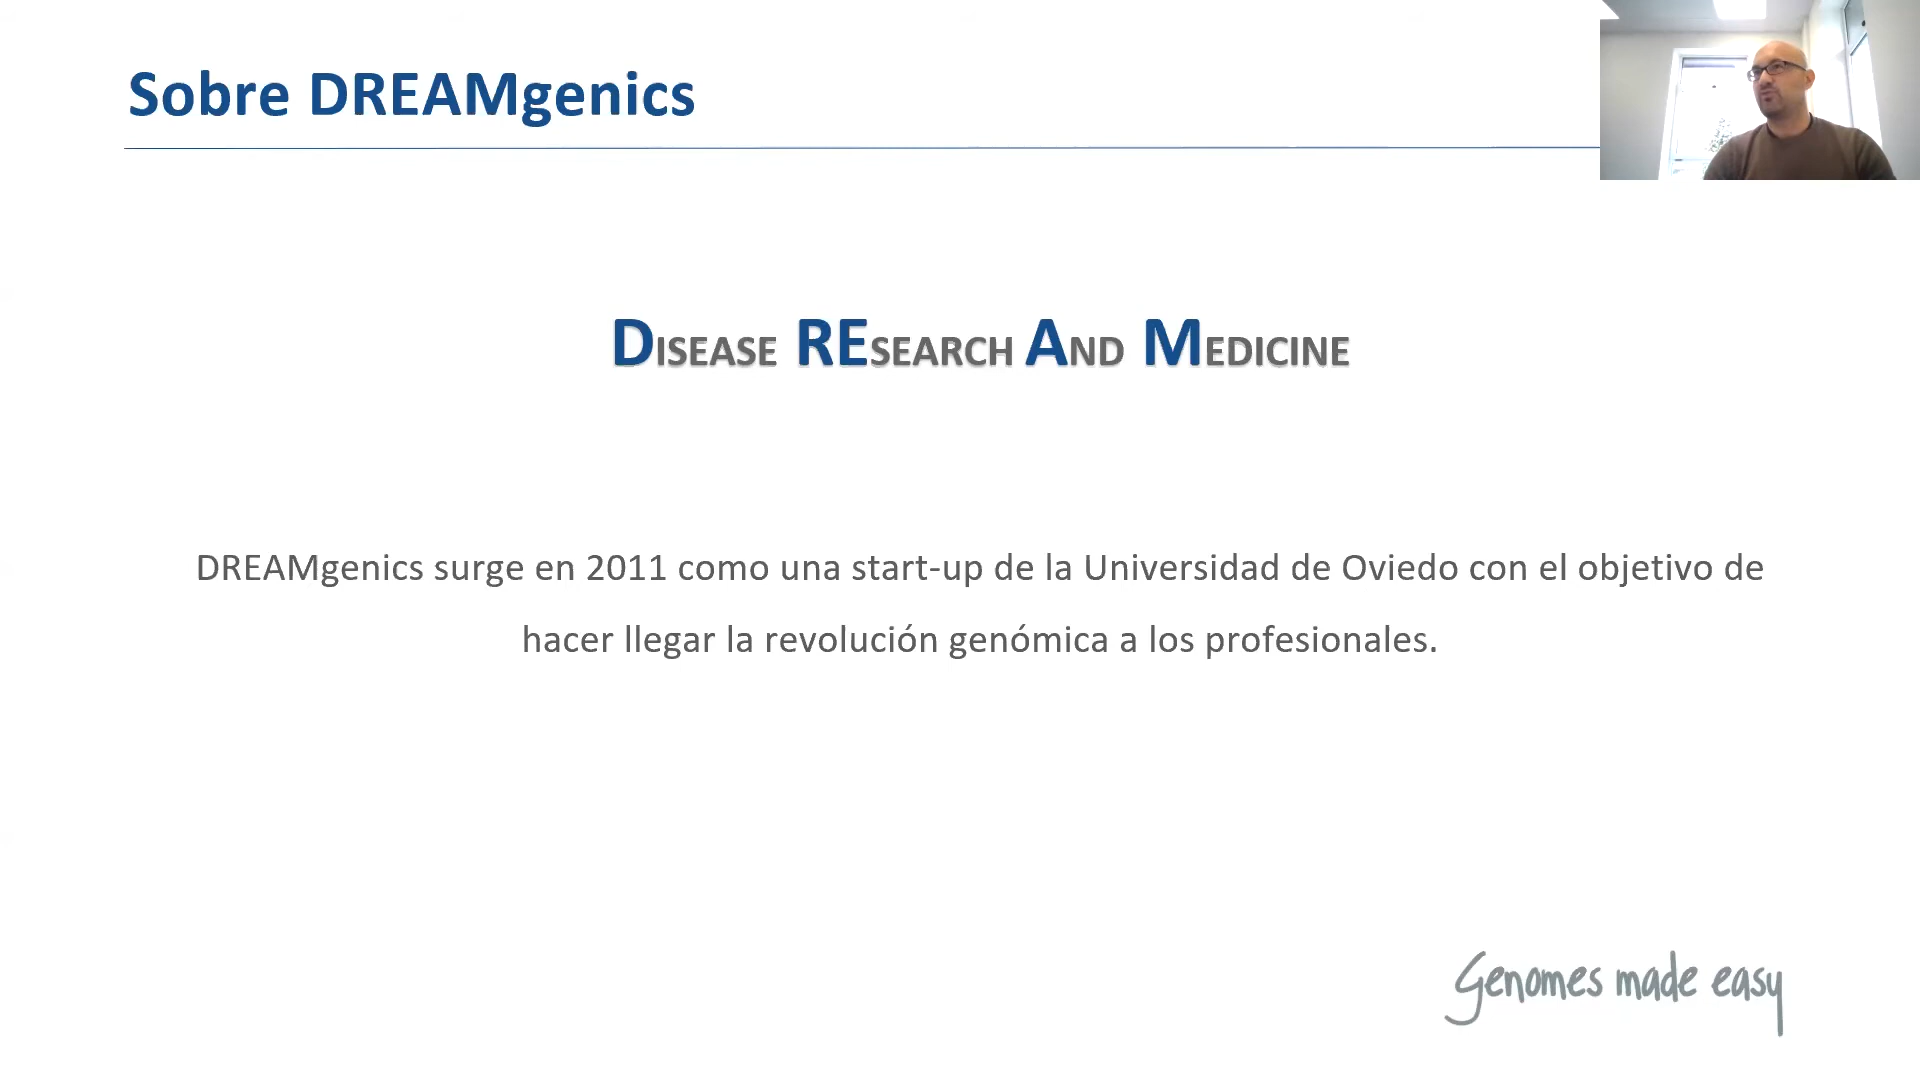 Sobre DREAMgenics
DISEASE RESEARCH AND MEDICINE
DREAMgenics surge en 2011 como una start-up de la Universidad de Oviedo con el objetivo de
hacer llegar la revolución genómica a los profesionales.
Genomes made easy